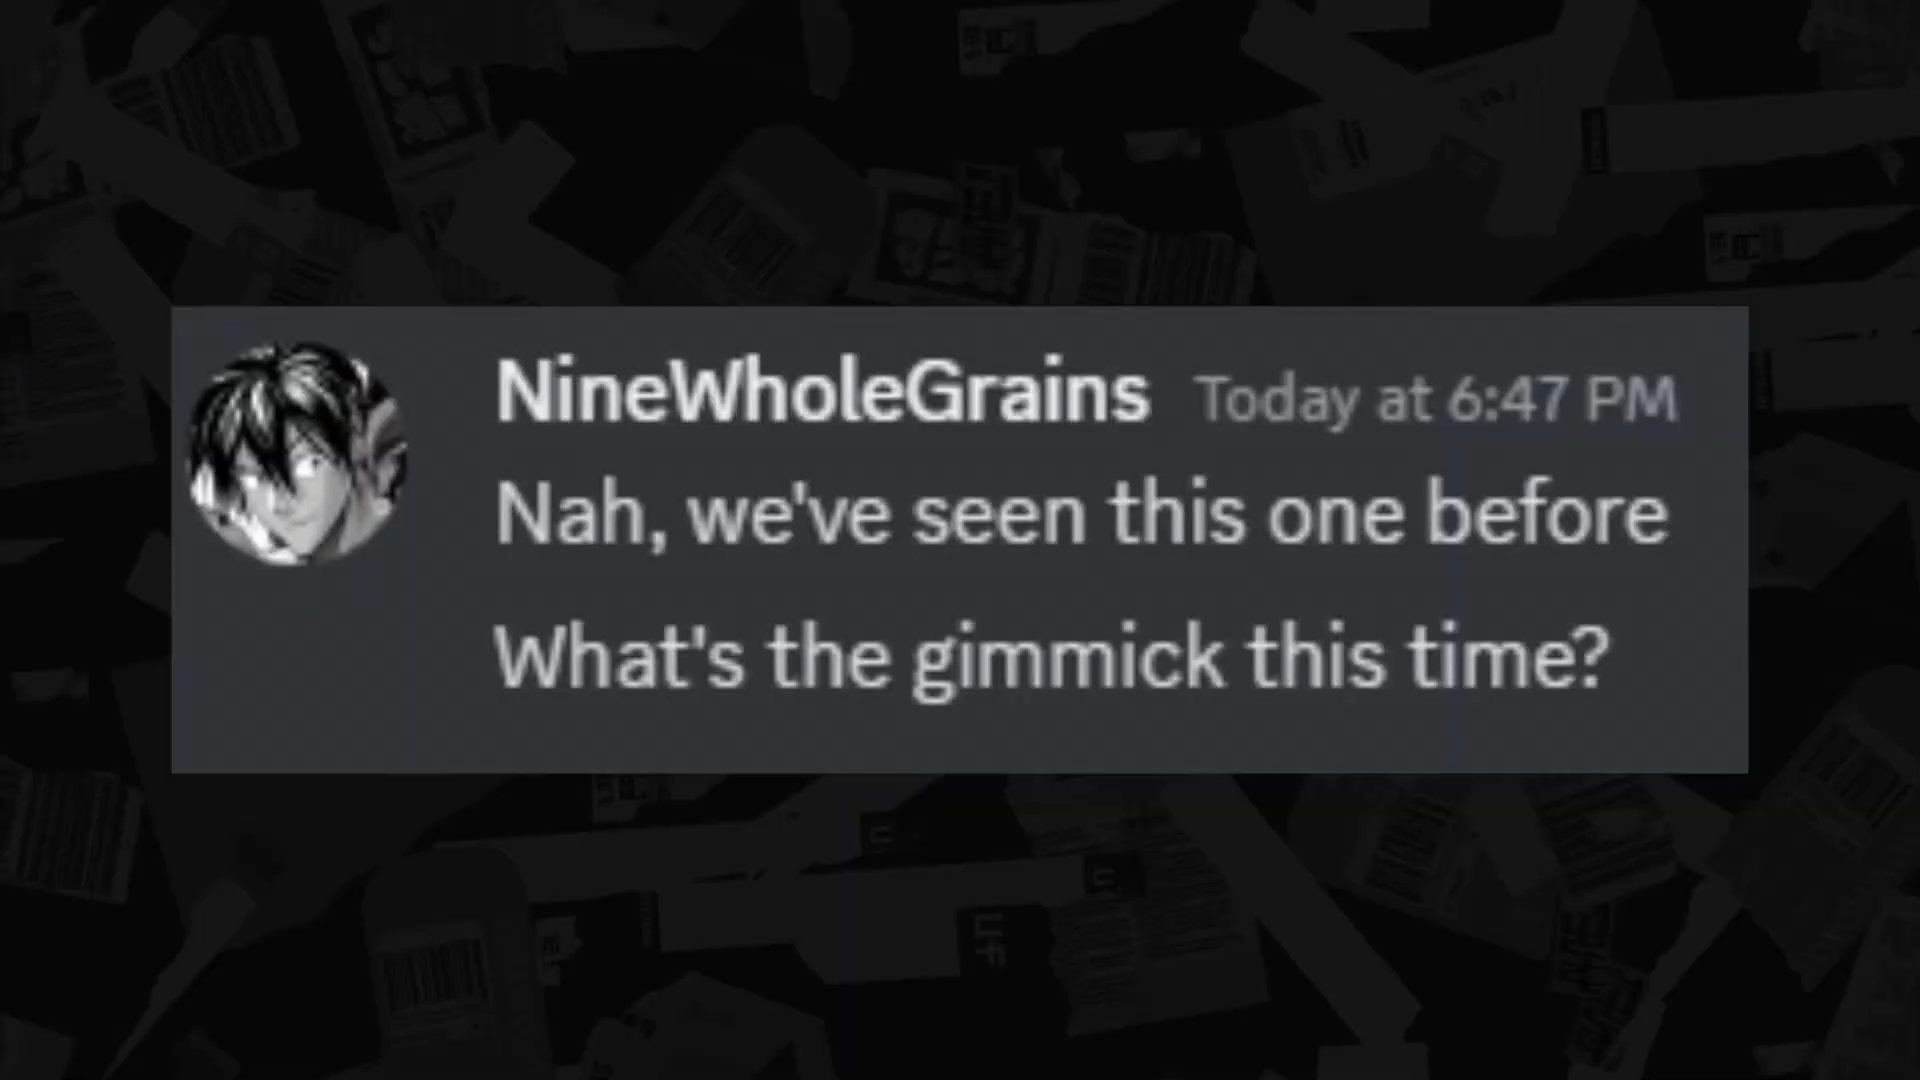 NineWholeGrains Today at 6:47 PM
Nah, we've seen this one before
What's the gimmick this time?